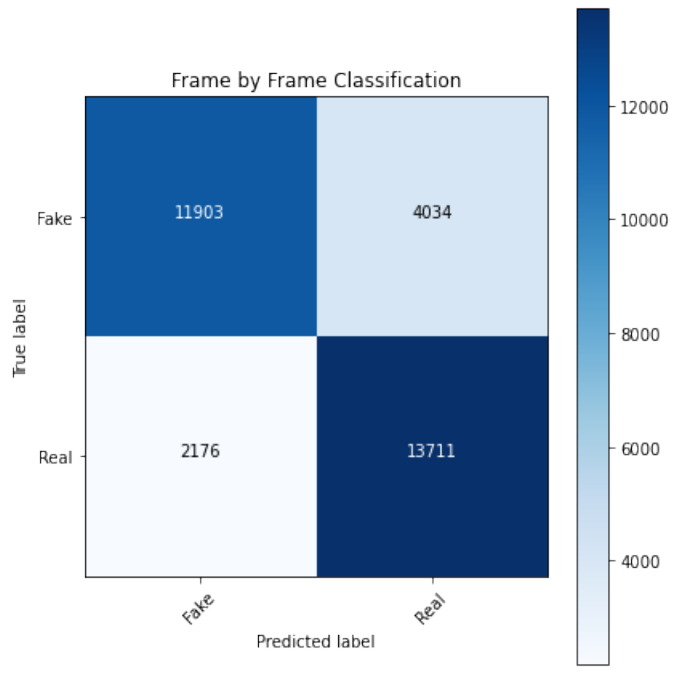 Frame by Frame Classification
True label
Fake
11903
4034
Real
2176
13711
Fake
Real
Predicted label
12000
10000
8000
6000
4000